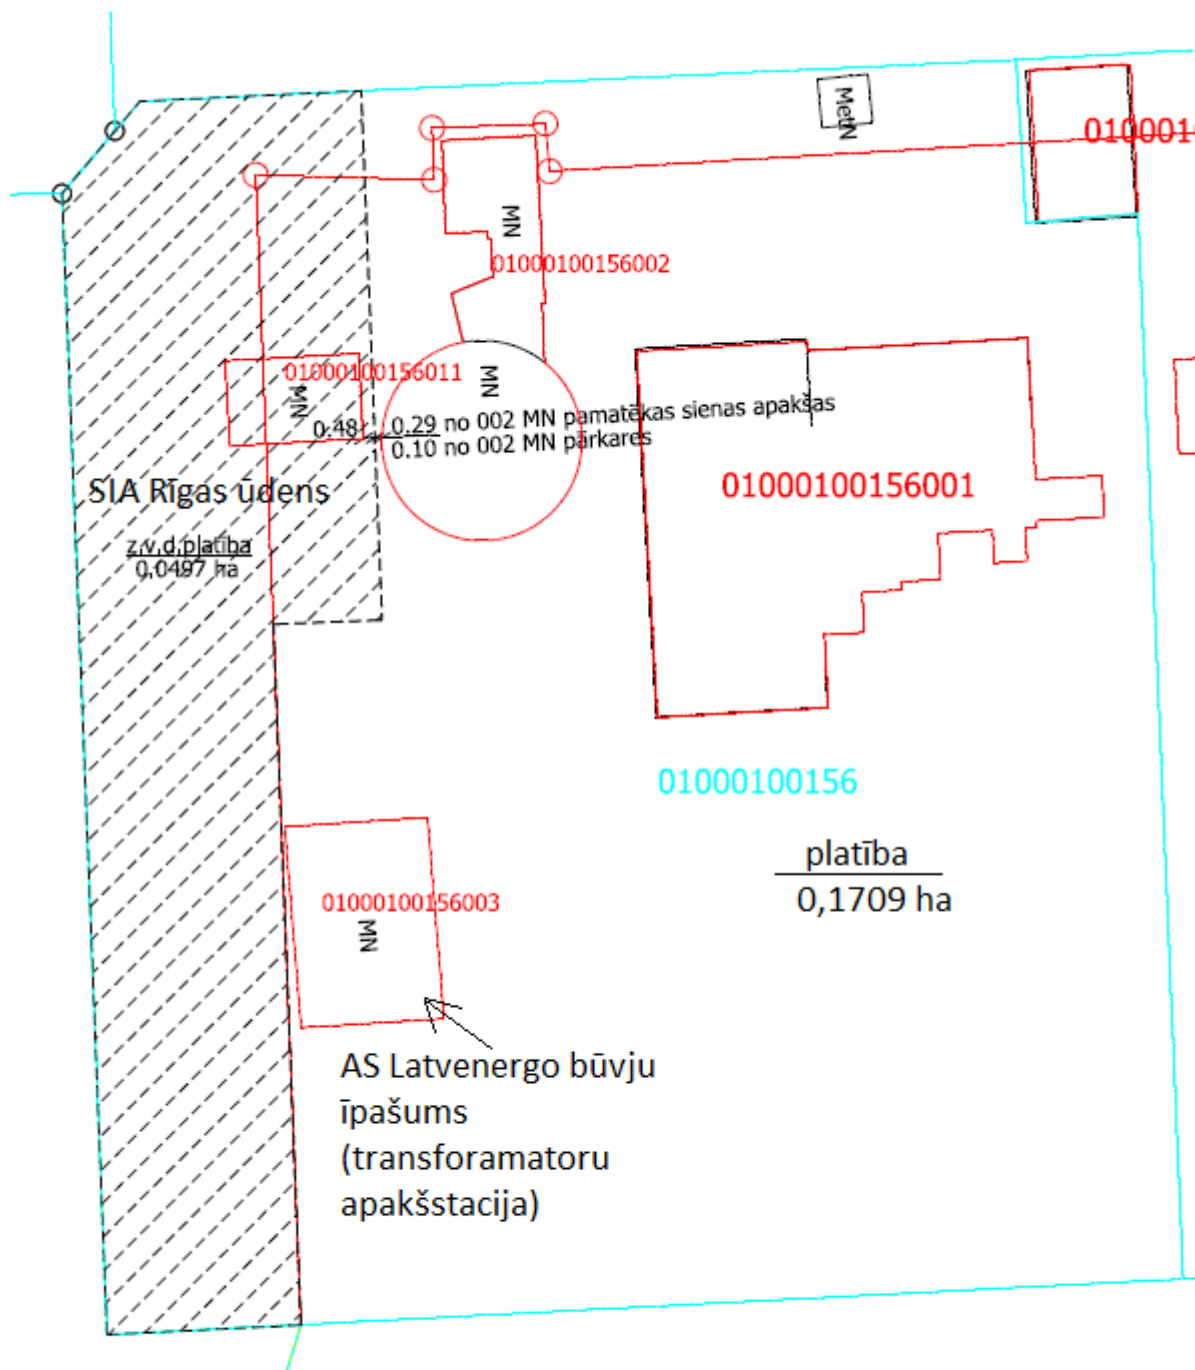 MetN
010001
MN
01000100156002
01000100156011
MN
MN
0.48
0.29 no 002 MN pamatēkas sienas apakšas
0.10 no 002 MN pārkares
SIA Rīgas ūdens
01000100156001
z.v.d.platība
0,0497 ha
01000100156
platība
0,1709 ha
01000100156003
MN
AS Latvenergo būvju
īpašums
(transforamatoru
apakšstacija)